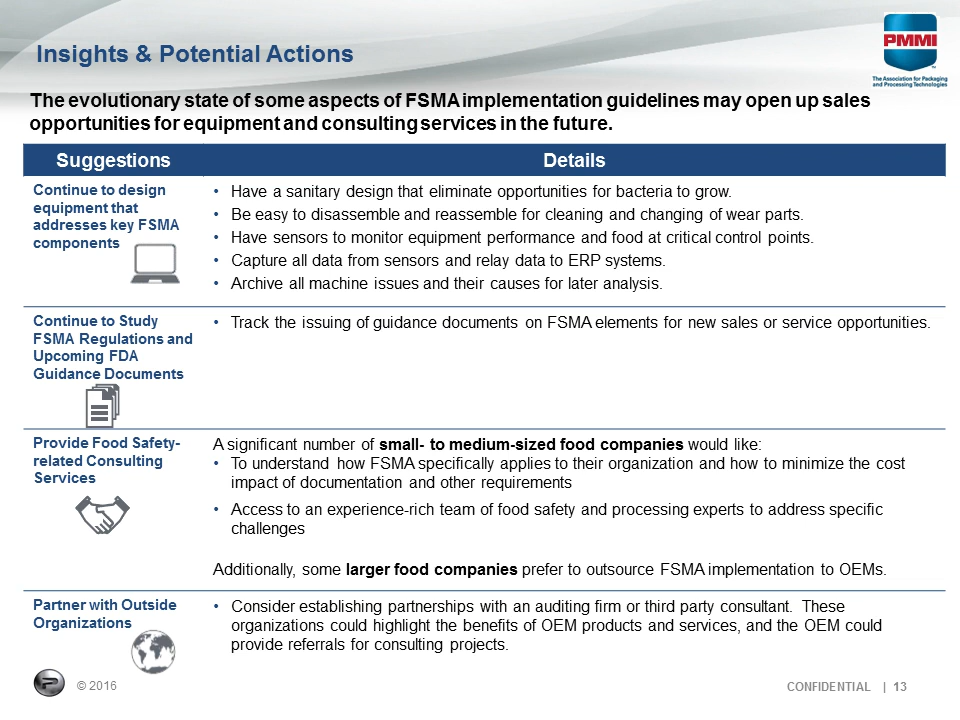 Insights & Potential Actions
PMMI
The Association for Packaging
and Processing Technologies
The evolutionary state of some aspects of FSMA implementation guidelines may open up sales
opportunities for equipment and consulting services in the future.
Suggestions
Details
Continue to design
equipment that
addresses key FSMA
components
• Have a sanitary design that eliminate opportunities for bacteria to grow.
• Be easy to disassemble and reassemble for cleaning and changing of wear parts.
• Have sensors to monitor equipment performance and food at critical control points.
• Capture all data from sensors and relay data to ERP systems.
• Archive all machine issues and their causes for later analysis.
Continue to Study
FSMA Regulations and
Upcoming FDA
Guidance Documents
• Track the issuing of guidance documents on FSMA elements for new sales or service opportunities.
Provide Food Safety-
related Consulting
Services
A significant number of small- to medium-sized food companies would like:
• To understand how FSMA specifically applies to their organization and how to minimize the cost
impact of documentation and other requirements
• Access to an experience-rich team of food safety and processing experts to address specific
challenges
Additionally, some larger food companies prefer to outsource FSMA implementation to OEMs.
Partner with Outside
Organizations
• Consider establishing partnerships with an auditing firm or third party consultant. These
organizations could highlight the benefits of OEM products and services, and the OEM could
provide referrals for consulting projects.
© 2016
CONFIDENTIAL | 13